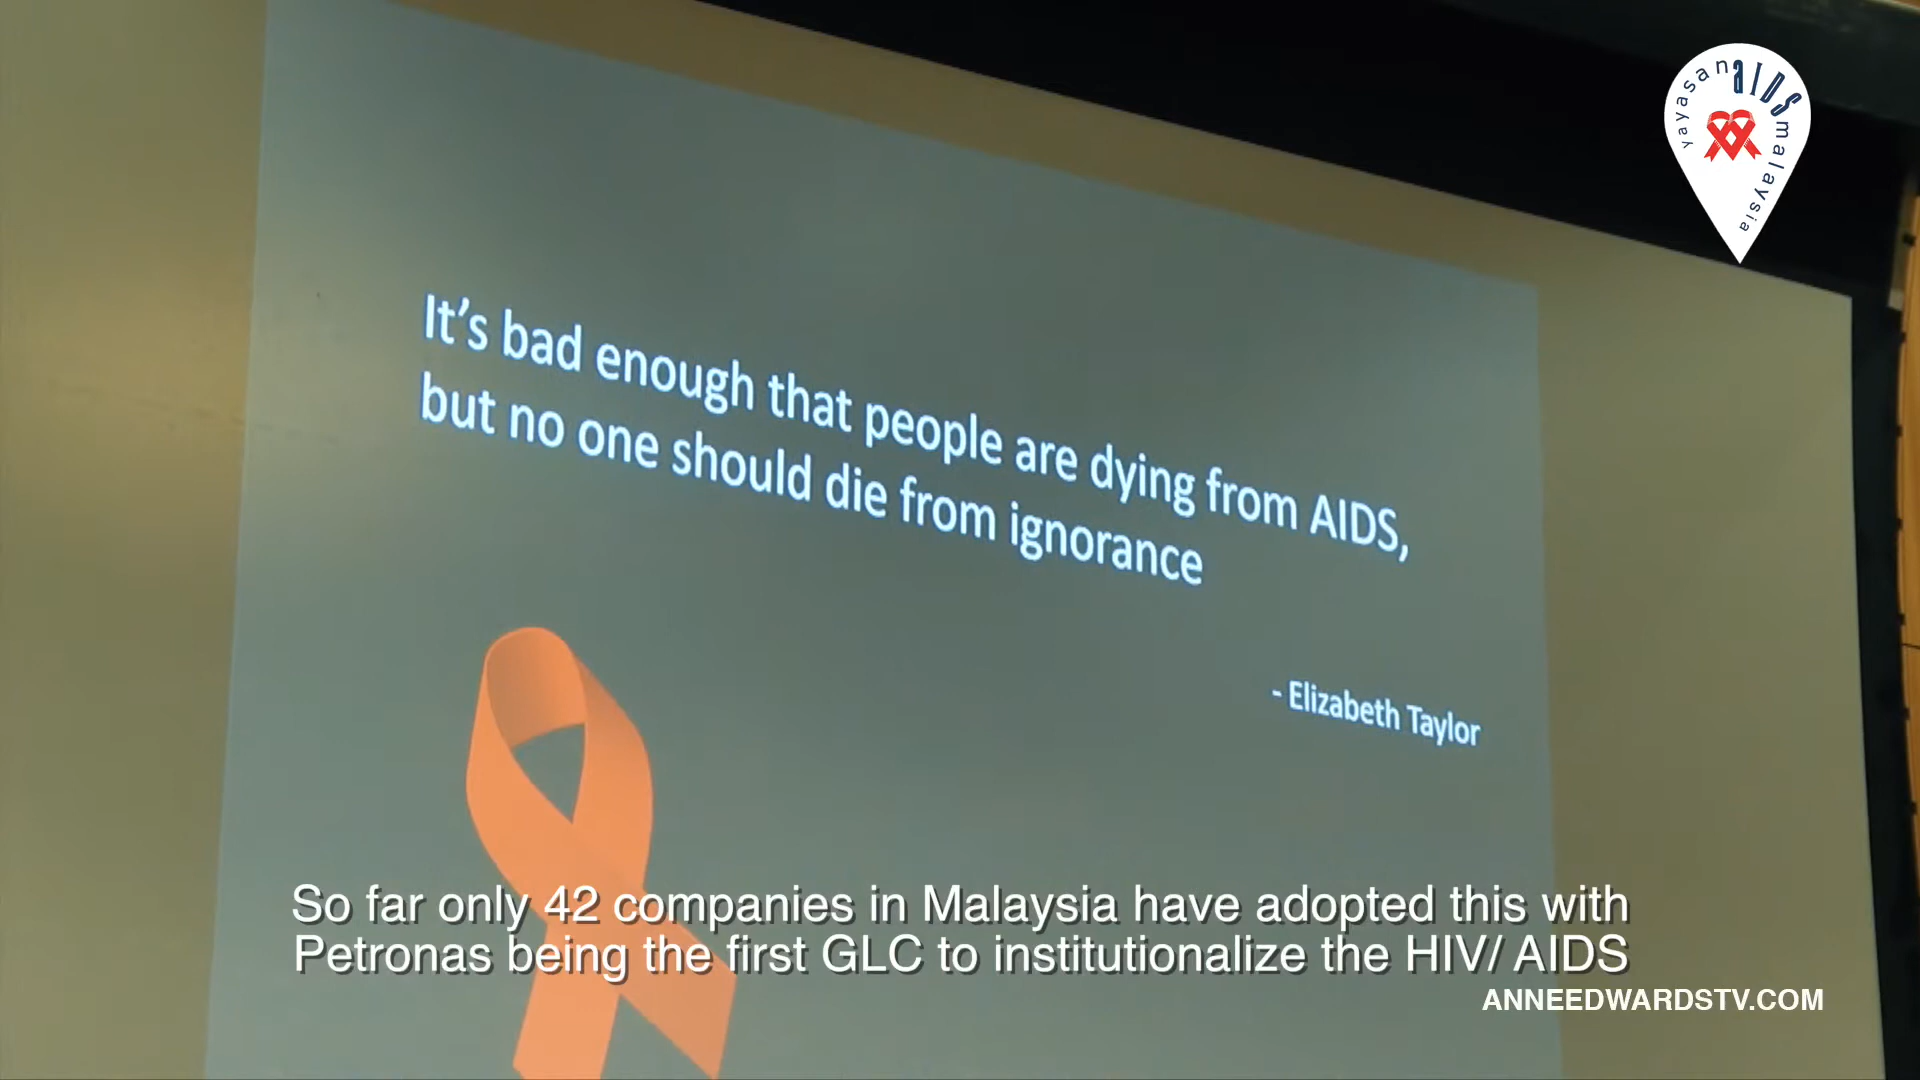 yayasan AIDS malaysia
It's bad enough that people are dying from AIDS,
but no one should die from ignorance
- Elizabeth Taylor
So far only 42 companies in Malaysia have adopted this with
Petronas being the first GLC to institutionalize the HIV/ AIDS
ANNEEDWARDSTV.COM